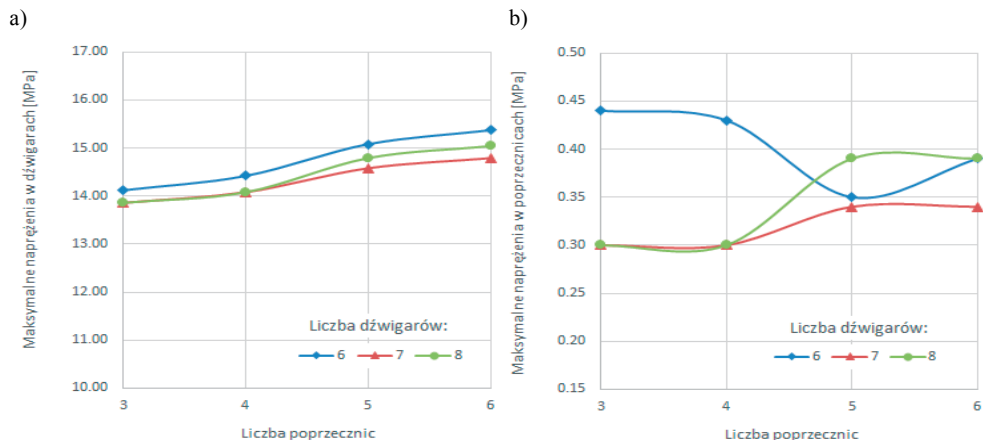 a)
Maksymalne naprężenia w dźwigarach [MPa]
17.00
16.00
15.00
14.00
13.00
12.00
11.00
10.00
3 4 5 6
Liczba dźwigarów:
6 7 8
Liczba poprzecznic
b)
Maksymalne naprężenia w poprzecznicach [MPa]
0.50
0.45
0.40
0.35
0.30
0.25
0.20
0.15
3 4 5 6
Liczba dźwigarów:
6 7 8
Liczba poprzecznic